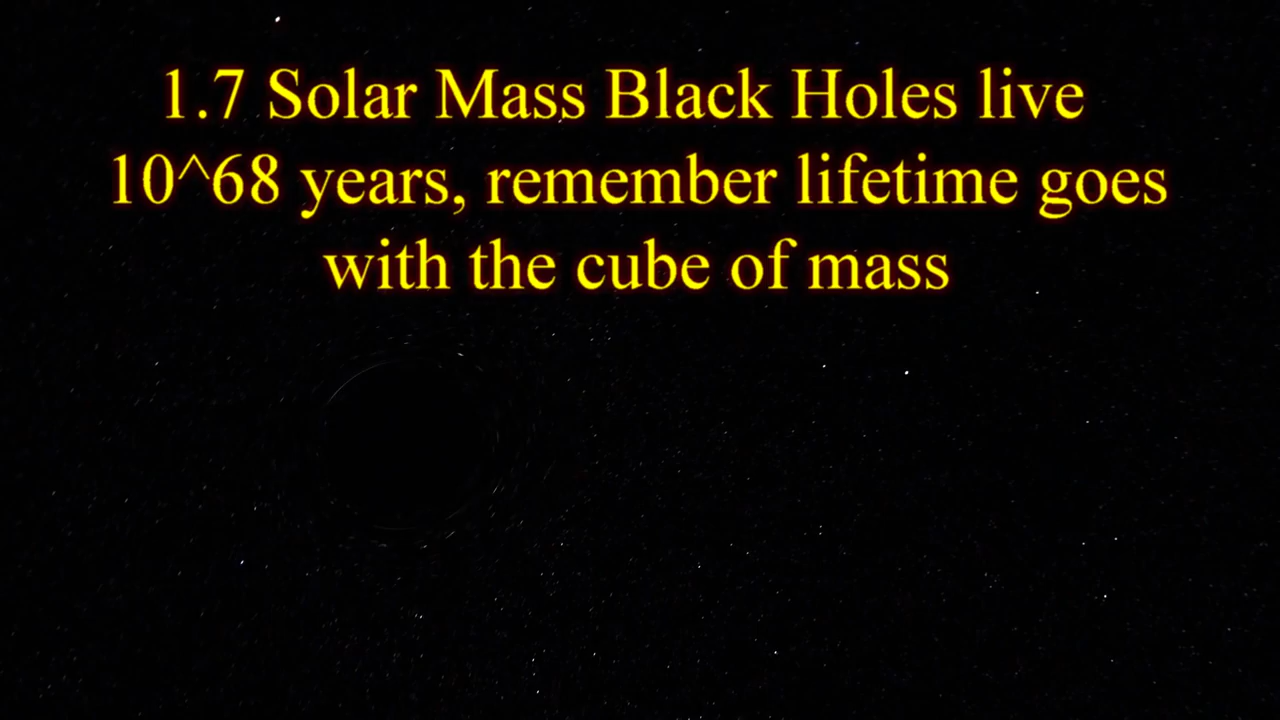 1.7 Solar Mass Black Holes live
10^68 years, remember lifetime goes
with the cube of mass